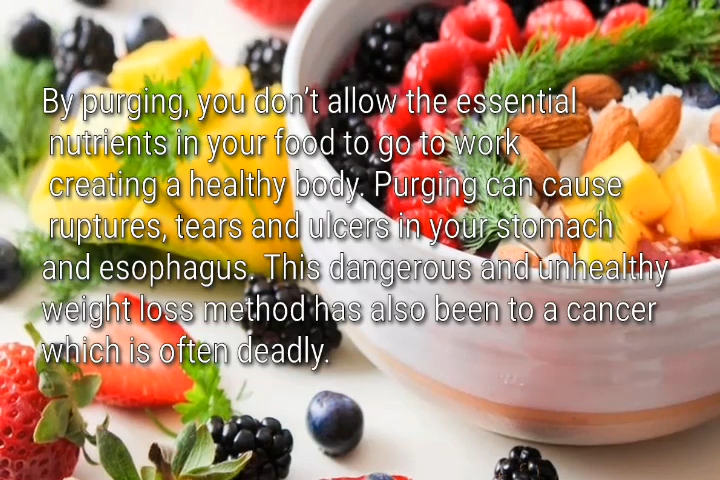 By purging, you don't allow the essential
nutrients in your food to go to work
creating a healthy body. Purging can cause
ruptures, tears and ulcers in your stomach
and esophagus. This dangerous and unhealthy
weight loss method has also been to a cancer
which is often deadly.